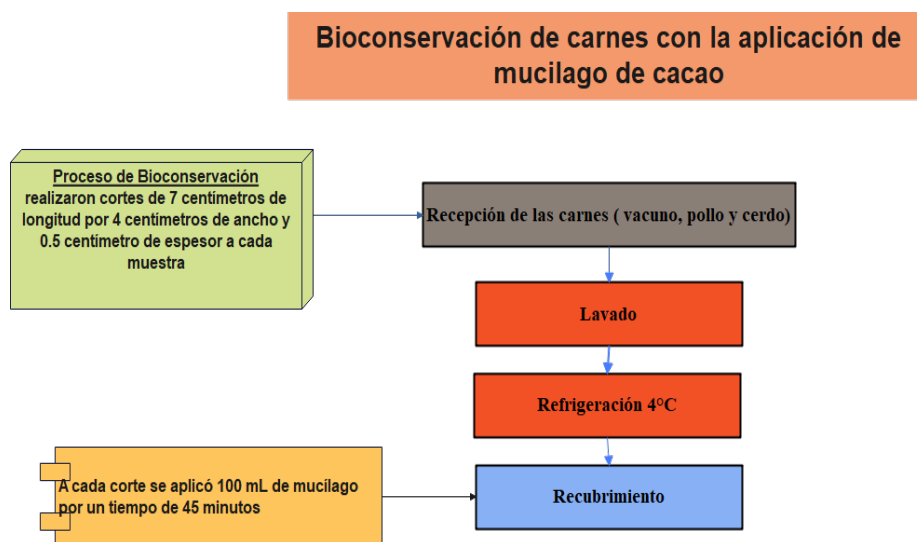 Bioconservación de carnes con la aplicación de
mucilago de cacao
Proceso de Bioconservación
realizaron cortes de 7 centímetros de
longitud por 4 centímetros de ancho y
0.5 centímetro de espesor a cada
muestra
Recepción de las carnes ( vacuno, pollo y cerdo)
Lavado
Refrigeración 4°C
A cada corte se aplicó 100 mL de mucílago
por un tiempo de 45 minutos
Recubrimiento